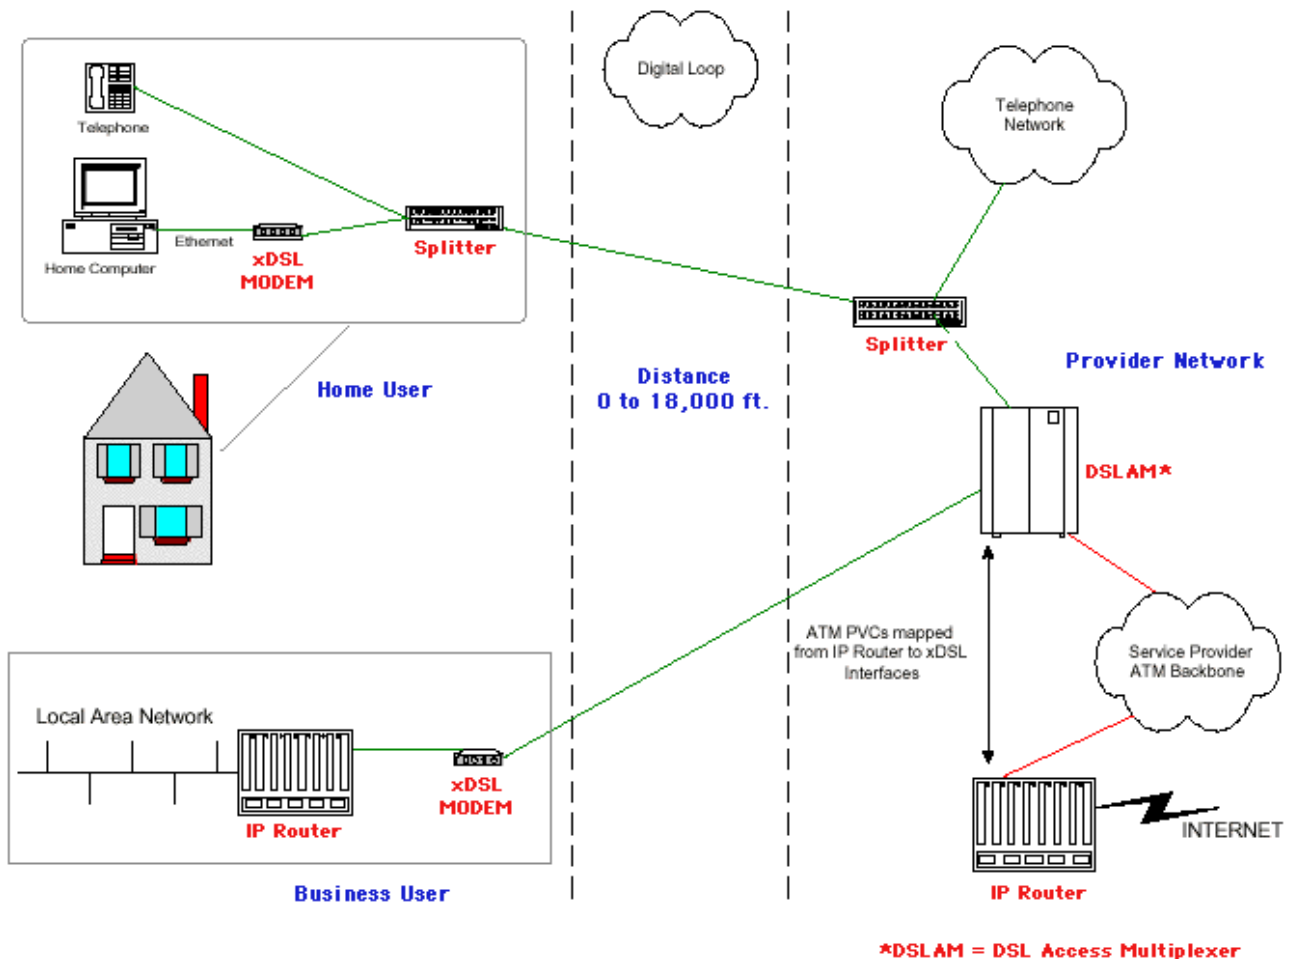 Digital Loop
Telephone
Network
Telephone
Ethernet
Home Computer
xDSL
MODEM
Splitter
Splitter
Home User
Distance
0 to 18,000 ft.
Provider Network
DSLAM*
ATM PVCs mapped
from IP Router to xDSL
Interfaces
Service Provider
ATM Backbone
Local Area Network
IP Router
xDSL
MODEM
Business User
INTERNET
IP Router
*DSLAM = DSL Access Multiplexer